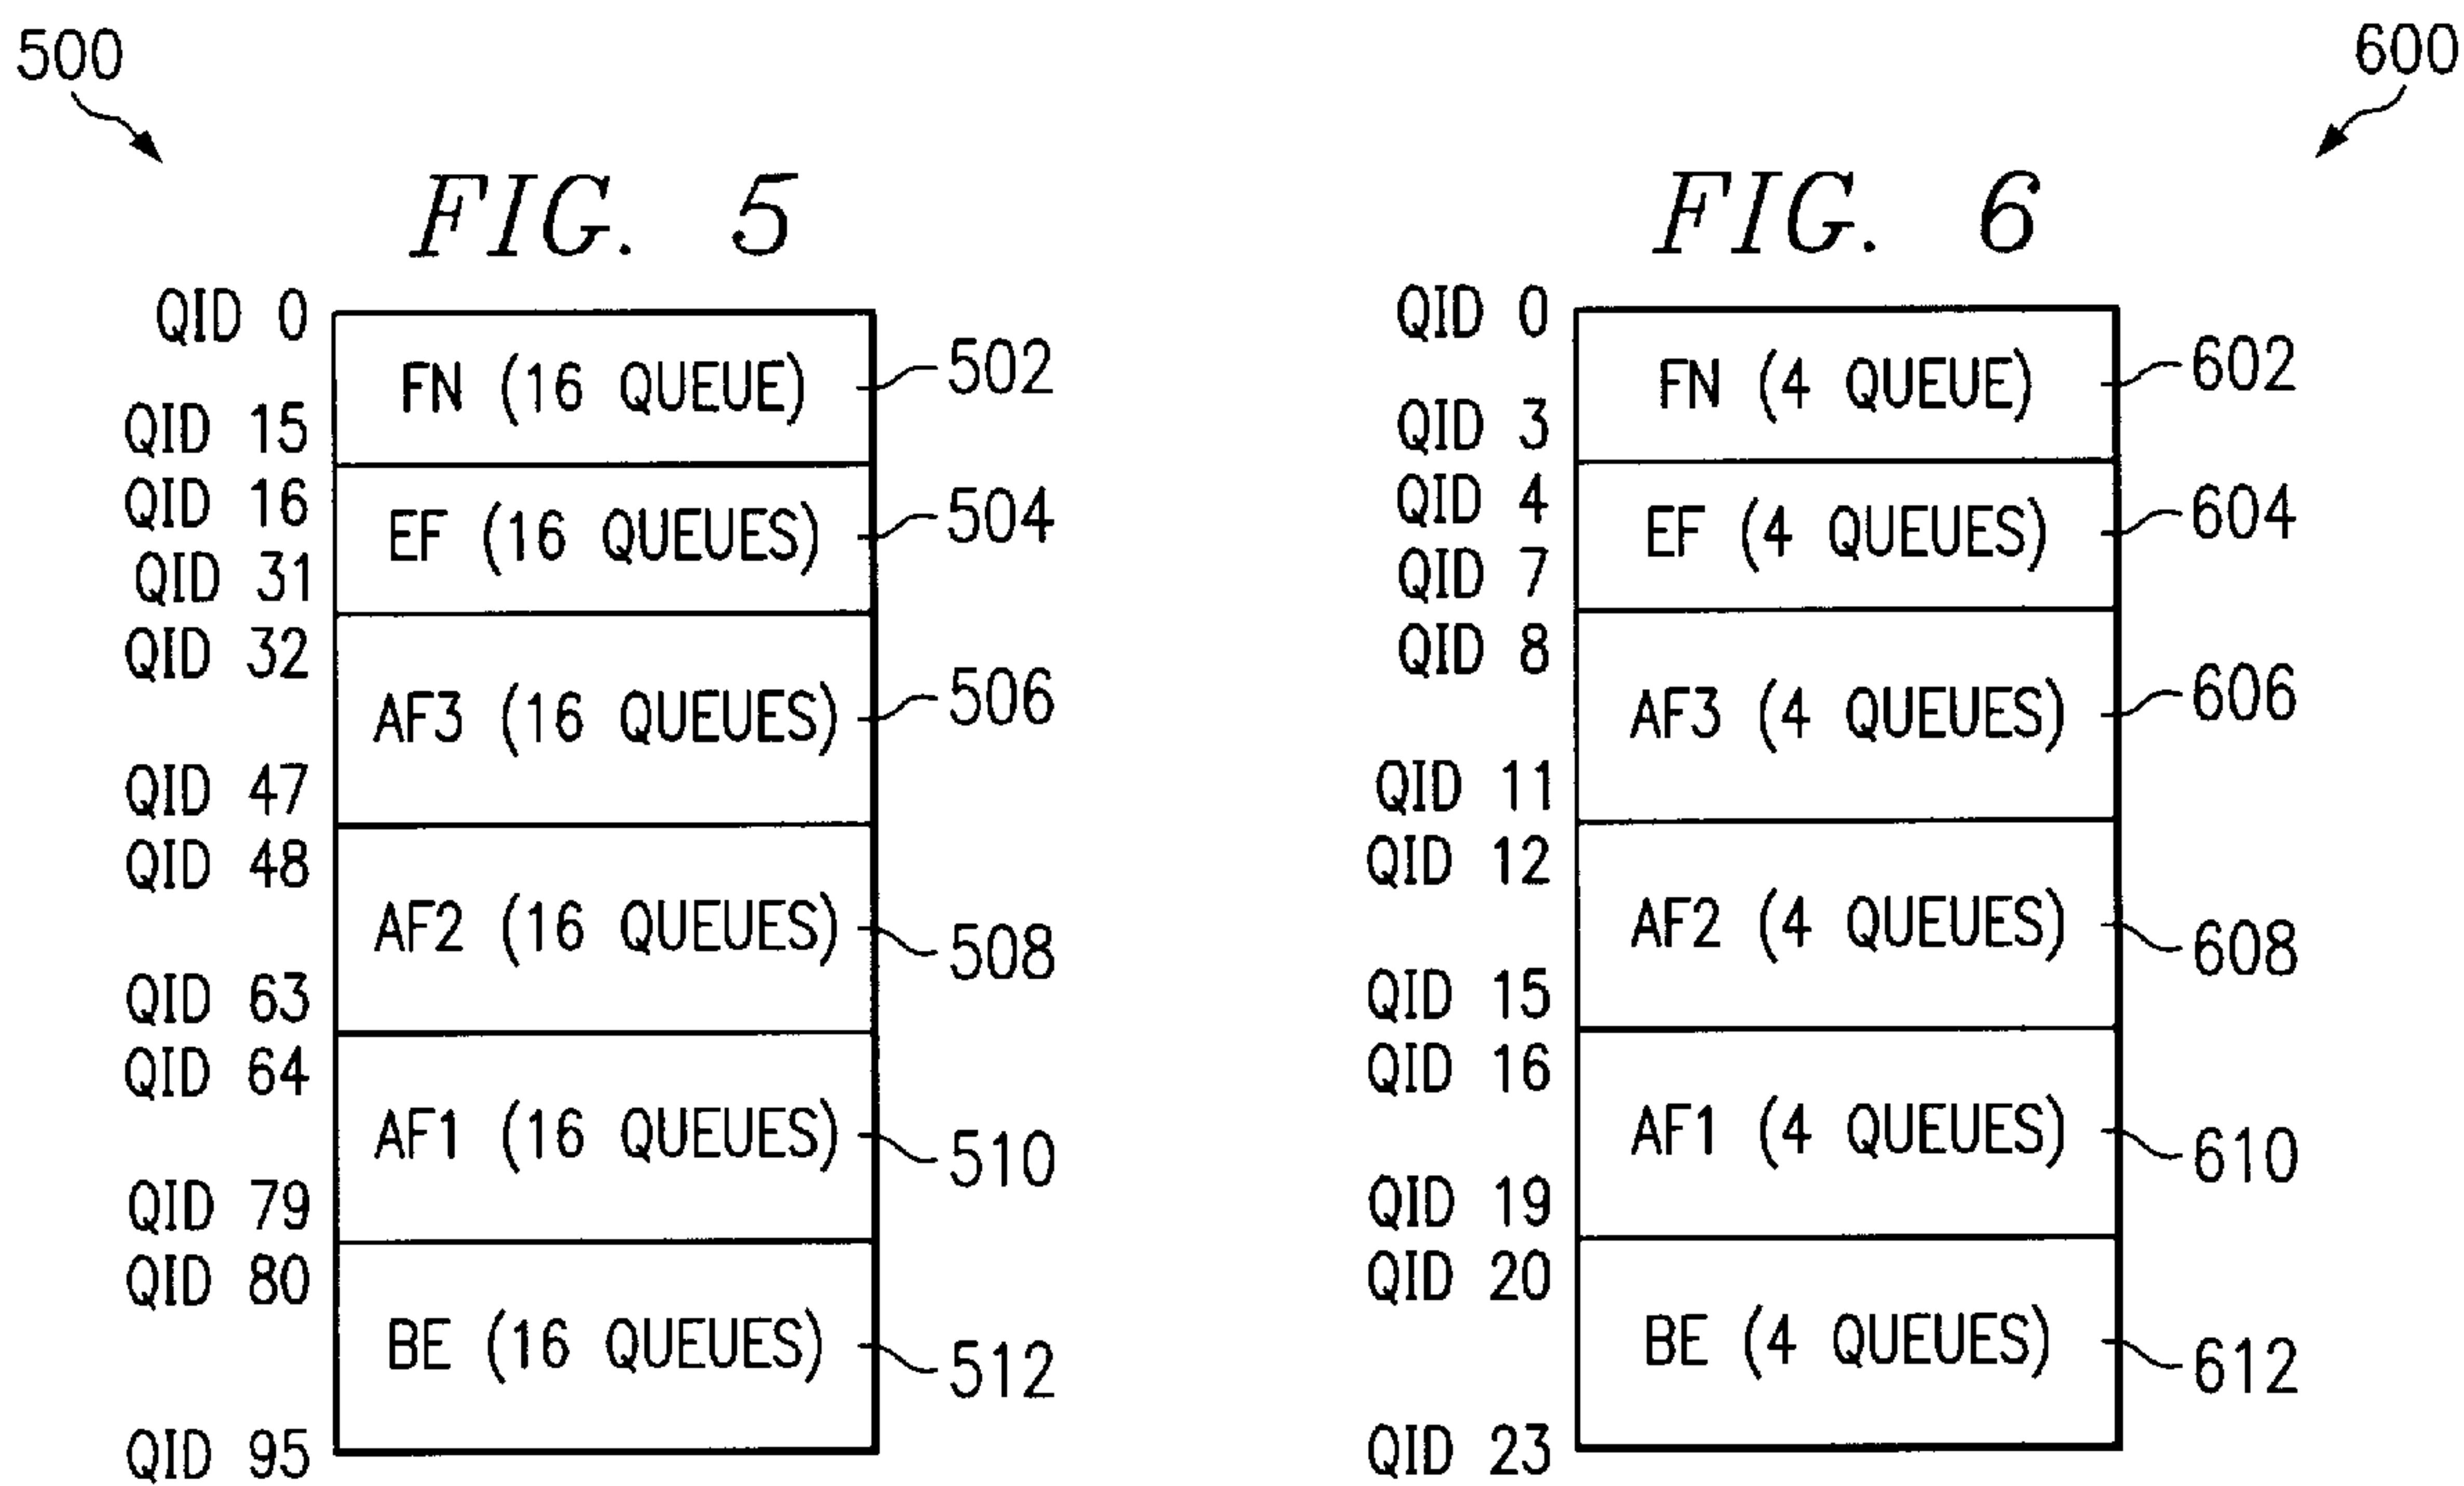 500
600
FIG. 5
QID 0
FN (16 QUEUE)
502
QID 15
QID 16
EF (16 QUEUES)
504
QID 31
QID 32
AF3 (16 QUEUES)
506
QID 47
QID 48
AF2 (16 QUEUES)
508
QID 63
QID 64
AF1 (16 QUEUES)
510
QID 79
QID 80
BE (16 QUEUES)
512
QID 95
FIG. 6
QID 0
FN (4 QUEUE)
602
QID 3
QID 4
EF (4 QUEUES)
604
QID 7
QID 8
AF3 (4 QUEUES)
606
QID 11
QID 12
AF2 (4 QUEUES)
608
QID 15
QID 16
AF1 (4 QUEUES)
610
QID 19
QID 20
BE (4 QUEUES)
612
QID 23